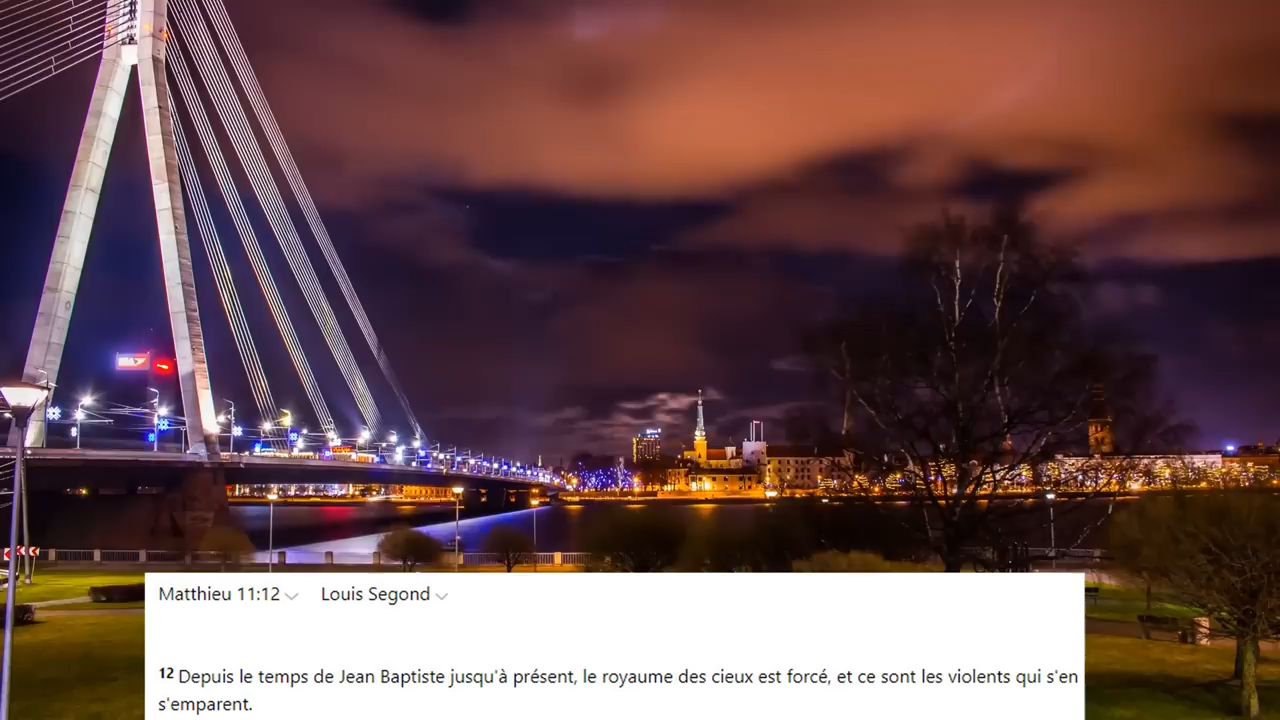 Matthieu 11:12 Louis Segond
12 Depuis le temps de Jean Baptiste jusqu'à présent, le royaume des cieux est forcé, et ce sont les violents qui s'en
s'emparent.